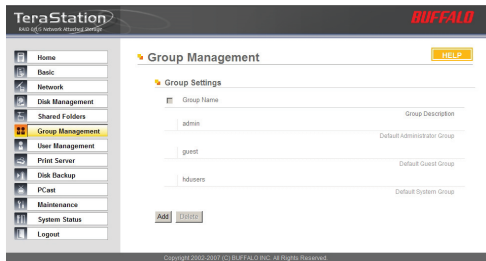 TeraStation
RAID 0/1/5 Network Attached Storage
BUFFALO
Home
Basic
Network
Disk Management
Shared Folders
Group Management
User Management
Print Server
Disk Backup
PCast
Maintenance
System Status
Logout
Group Management
HELP
Group Settings
Group Name
Group Description
admin
Default Administrator Group
guest
Default Guest Group
hdusers
Default System Group
Add
Delete
Copyright 2002-2007 (C) BUFFALO INC. All Rights Reserved.